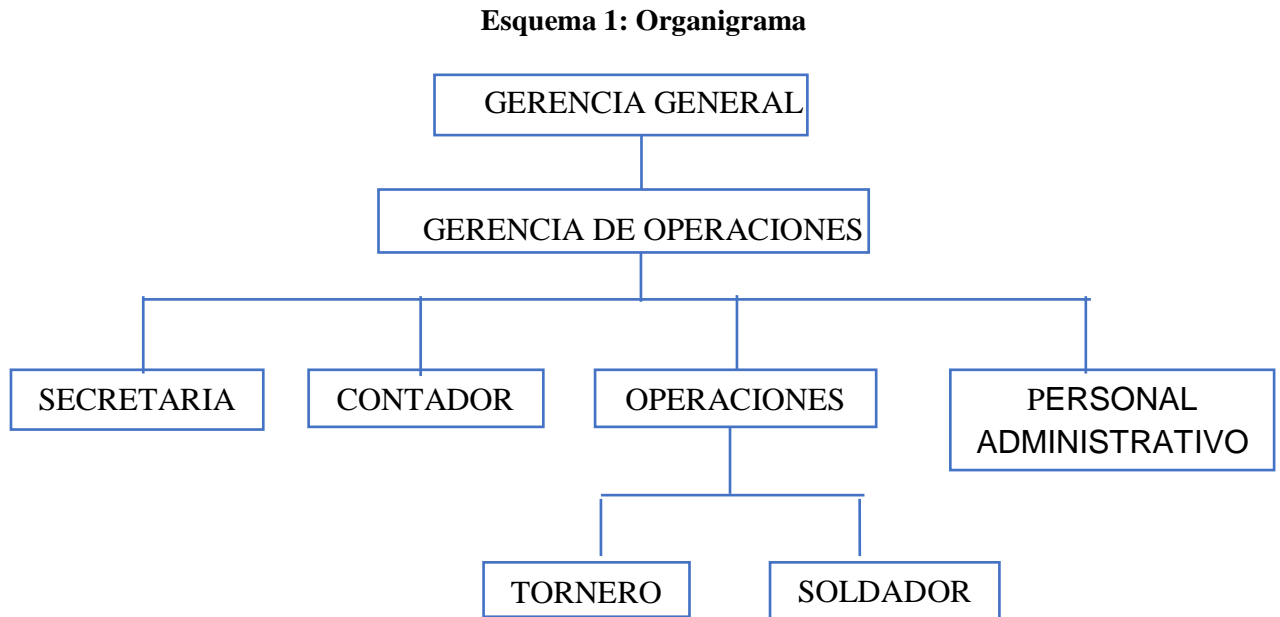 Esquema 1: Organigrama
GERENCIA GENERAL
GERENCIA DE OPERACIONES
SECRETARIA
CONTADOR
OPERACIONES
PERSONAL
ADMINISTRATIVO
TORNERO
SOLDADOR